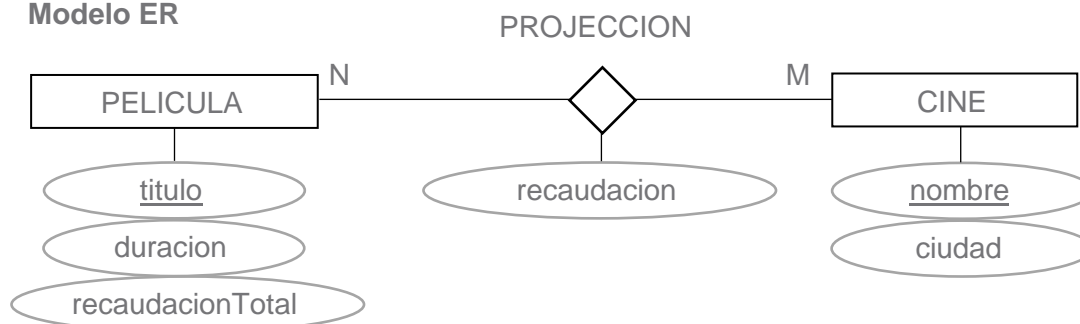 Modelo ER
PROJECCION
N
M
PELICULA
CINE
titulo
recaudacion
nombre
duracion
ciudad
recaudacionTotal